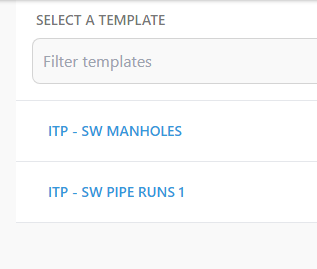 SELECT A TEMPLATE
Filter templates
ITP - SW MANHOLES
ITP - SW PIPE RUNS 1